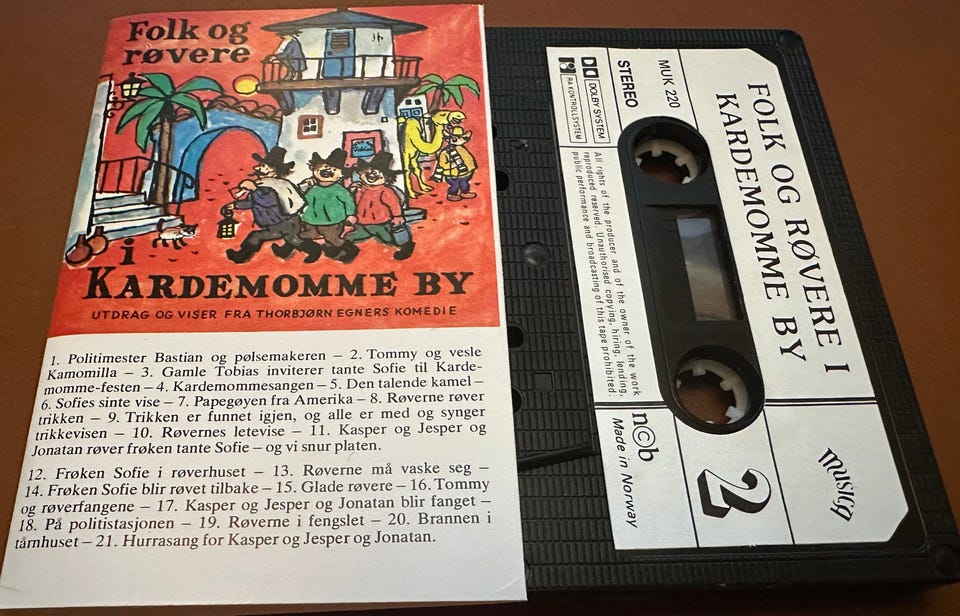 Folk og
røvere
i
KARDEMOMME BY
UTDRAG OG VISER FRA THORBJØRN EGNERS KOMEDIE
1. Politimester Bastian og pølsemakeren – 2. Tommy og vesle
Kamomilla – 3. Gamle Tobias inviterer tante Sofie til Karde-
momme-festen – 4. Kardemommesangen – 5. Den talende kamel –
6. Sofies sinte vise – 7. Papegøyen fra Amerika – 8. Røverne røver
trikken – 9. Trikken er funnet igjen, og alle er med og synger
trikkevisen – 10. Røvernes letevise – 11. Kasper og Jesper og
Jonatan røver frøken tante Sofie – og vi snur platen.
12. Frøken Sofie i røverhuset – 13. Røverne må vaske seg –
14. Frøken Sofie blir røvet tilbake – 15. Glade røvere – 16. Tommy
og røverfangene – 17. Kasper og Jesper og Jonatan blir fanget –
18. På politistasjonen – 19. Røverne i fengslet – 20. Brannen i
tårnhuset – 21. Hurrasang for Kasper og Jesper og Jonatan.
FOLK OG RØVERE I
KARDEMOMME BY
MUK 220
STEREO
DOLBY SYSTEM
RA KONTROLLSYSTEM
All rights of the producer and of the owner of the work
reproduced reserved. Unauthorised copying, hiring, lending,
public performance and broadcasting of this tape prohibited.
n©b
Made in Norway
2
MUSICO